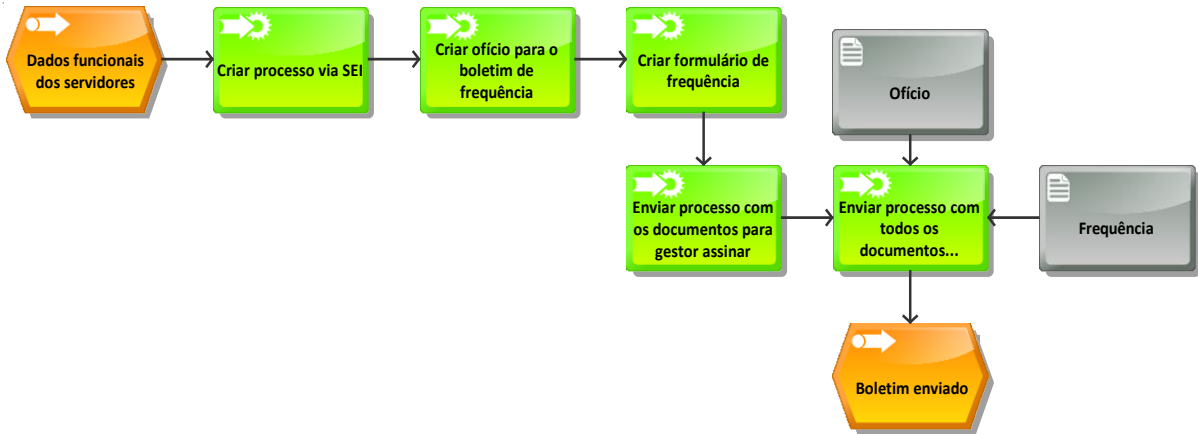 Dados funcionais
dos servidores
Criar processo via SEI
Criar ofício para o
boletim de
frequência
Criar formulário de
frequência
Ofício
Enviar processo com
os documentos para
gestor assinar
Enviar processo com
todos os
documentos...
Frequência
Boletim enviado